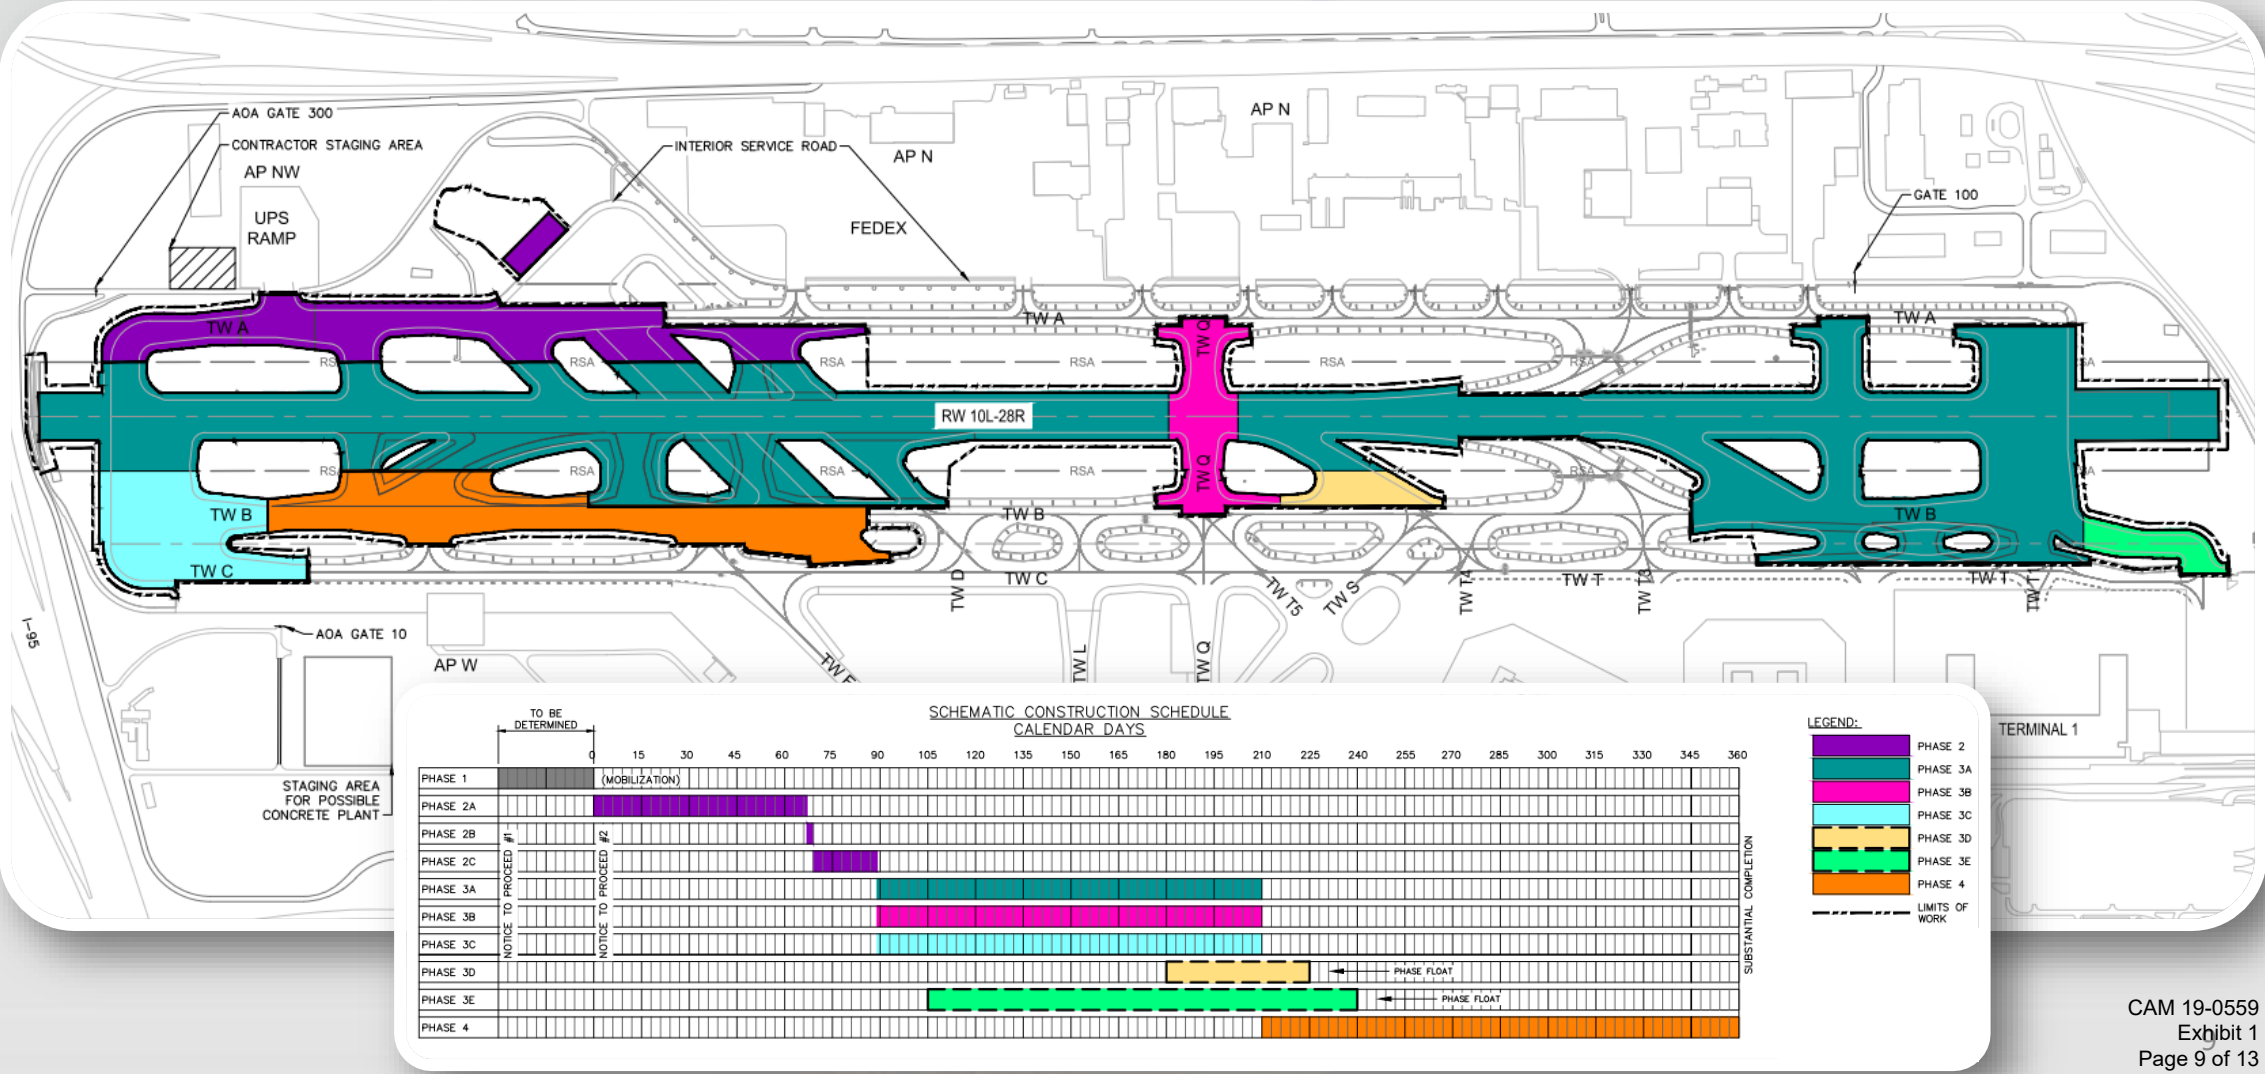 AOA GATE 300
CONTRACTOR STAGING AREA
AP NW
UPS
RAMP
INTERIOR SERVICE ROAD
AP N
FEDEX
AP N
GATE 100
TW A
TW A
TW Q
TW A
RSA
RSA
RSA
RSA
RSA
RSA
RW 10L-28R
RSA
RSA
RSA
RSA
TW Q
RSA
TW B
TW B
TW B
TW C
TW D
TW C
TW T5
TW S
TW T4
TW T
TW T3
TW T
TW T1
I-95
AOA GATE 10
AP W
TW L
TW Q
STAGING AREA
FOR POSSIBLE
CONCRETE PLANT
TERMINAL 1
SCHEMATIC CONSTRUCTION SCHEDULE
CALENDAR DAYS
TO BE
DETERMINED
0 15 30 45 60 75 90 105 120 135 150 165 180 195 210 225 240 255 270 285 300 315 330 345 360
PHASE 1 (MOBILIZATION)
PHASE 2A
PHASE 2B
PHASE 2C
PHASE 3A
PHASE 3B
PHASE 3C
PHASE 3D PHASE FLOAT
PHASE 3E PHASE FLOAT
PHASE 4
NOTICE TO PROCEED #1
NOTICE TO PROCEED #2
SUBSTANTIAL COMPLETION
LEGEND:
PHASE 2
PHASE 3A
PHASE 3B
PHASE 3C
PHASE 3D
PHASE 3E
PHASE 4
LIMITS OF
WORK
CAM 19-0559
Exhibit 1
9
Page 9 of 13